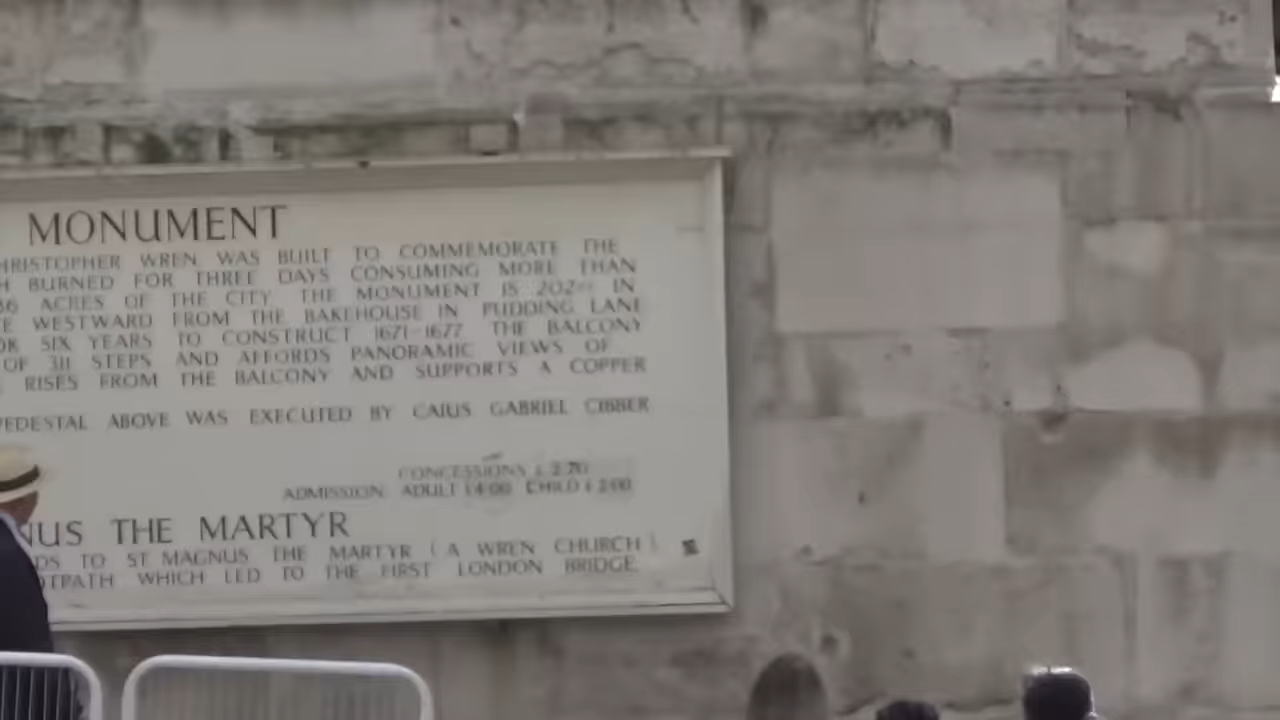 MONUMENT
HRISTOPHER WREN WAS BUILT TO COMMEMORATE THE
H BURNED FOR THREE DAYS CONSUMING MORE THAN
36 ACRES OF THE CITY THE MONUMENT IS 202FT IN
E WESTWARD FROM THE BAKEHOUSE IN PUDDING LANE
OK SIX YEARS TO CONSTRUCT 1671-1677 THE BALCONY
OF 311 STEPS AND AFFORDS PANORAMIC VIEWS OF
RISES FROM THE BALCONY AND SUPPORTS A COPPER
PEDESTAL ABOVE WAS EXECUTED BY CAIUS GABRIEL CIBBER
CONCESSIONS £2.70
ADMISSION: ADULT £4.00 CHILD £2.00
NUS THE MARTYR
DS TO ST MAGNUS THE MARTYR (A WREN CHURCH)
OTPATH WHICH LED TO THE FIRST LONDON BRIDGE